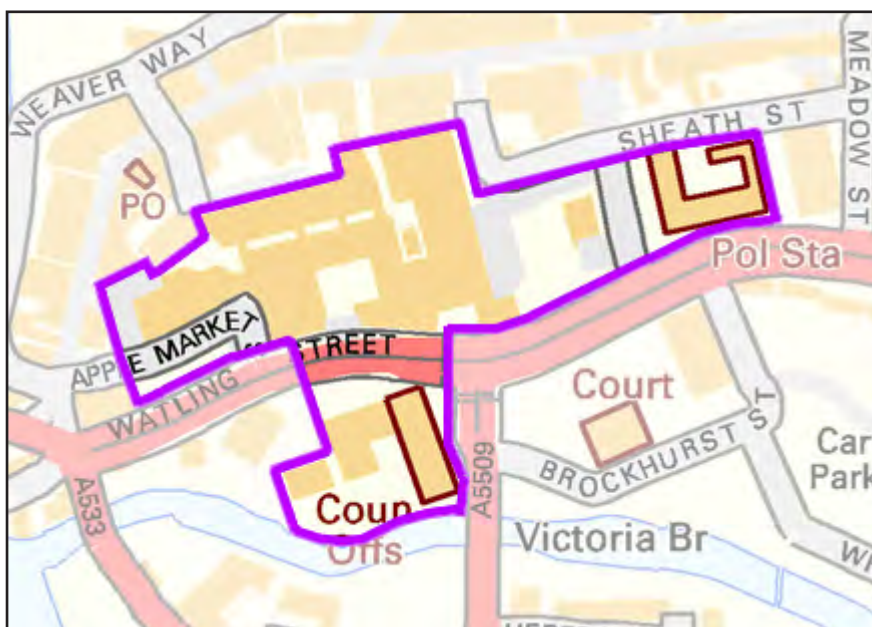 WEAVER WAY
MEADOW ST
SHEATH ST
PO
Pol Sta
APPLE MARKET
STREET
WATLING
Court
BROCKHURST ST
Car
Park
A533
A5509
Coun
Offs
Victoria Br